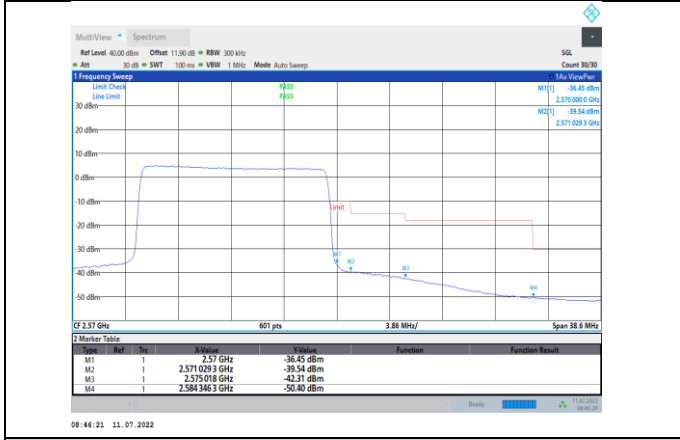 MultiView Spectrum
Ref Level 40.00 dBm Offset 11.90 dB RBW 300 kHz SGL
Att 30 dB SWT 100 ms VBW 1 MHz Mode Auto Sweep Count 30/30
1 Frequency Sweep 1Av ViewPwr
Limit Check PASS M1[1] -36.45 dBm
Line Limit PASS 2.570 000 0 GHz
30 dBm M2[1] -39.54 dBm
2.571 029 3 GHz
20 dBm
10 dBm
0 dBm
-10 dBm
Limit
-20 dBm
-30 dBm
M1
M2
M3
-40 dBm
M4
-50 dBm
CF 2.57 GHz 601 pts 3.86 MHz/ Span 38.6 MHz
2 Marker Table
Type Ref Trc X-Value Y-Value Function Function Result
M1 1 2.57 GHz -36.45 dBm
M2 1 2.571 029 3 GHz -39.54 dBm
M3 1 2.575 018 GHz -42.31 dBm
M4 1 2.584 346 3 GHz -50.40 dBm
Ready 11.07.2022
08:46:20
08:46:21 11.07.2022